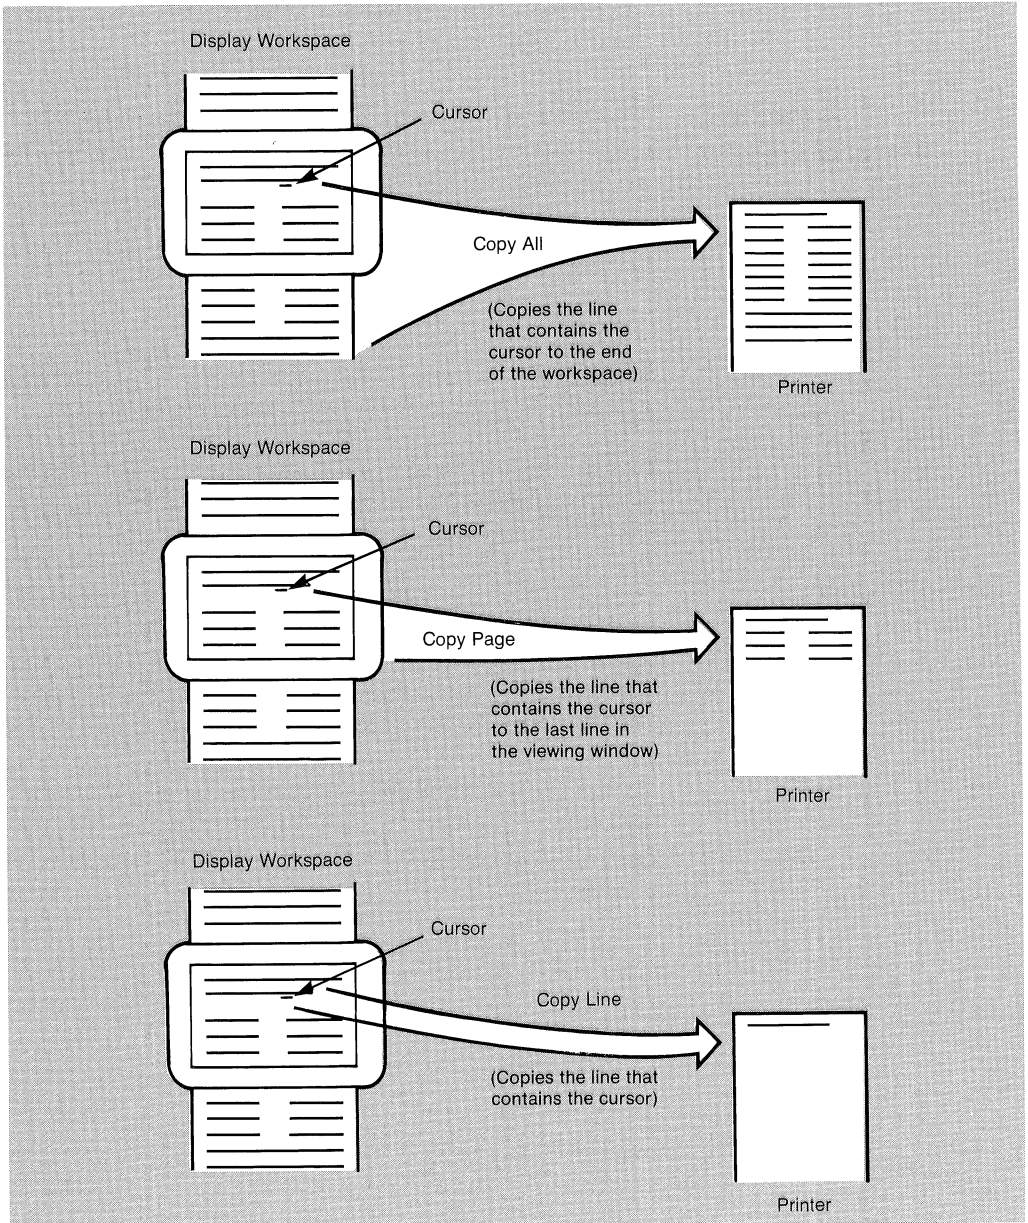 Display Workspace
Cursor
Copy All
(Copies the line
that contains the
cursor to the end
of the workspace)
Printer
Display Workspace
Cursor
Copy Page
(Copies the line that
contains the cursor
to the last line in
the viewing window)
Printer
Display Workspace
Cursor
Copy Line
(Copies the line that
contains the cursor)
Printer